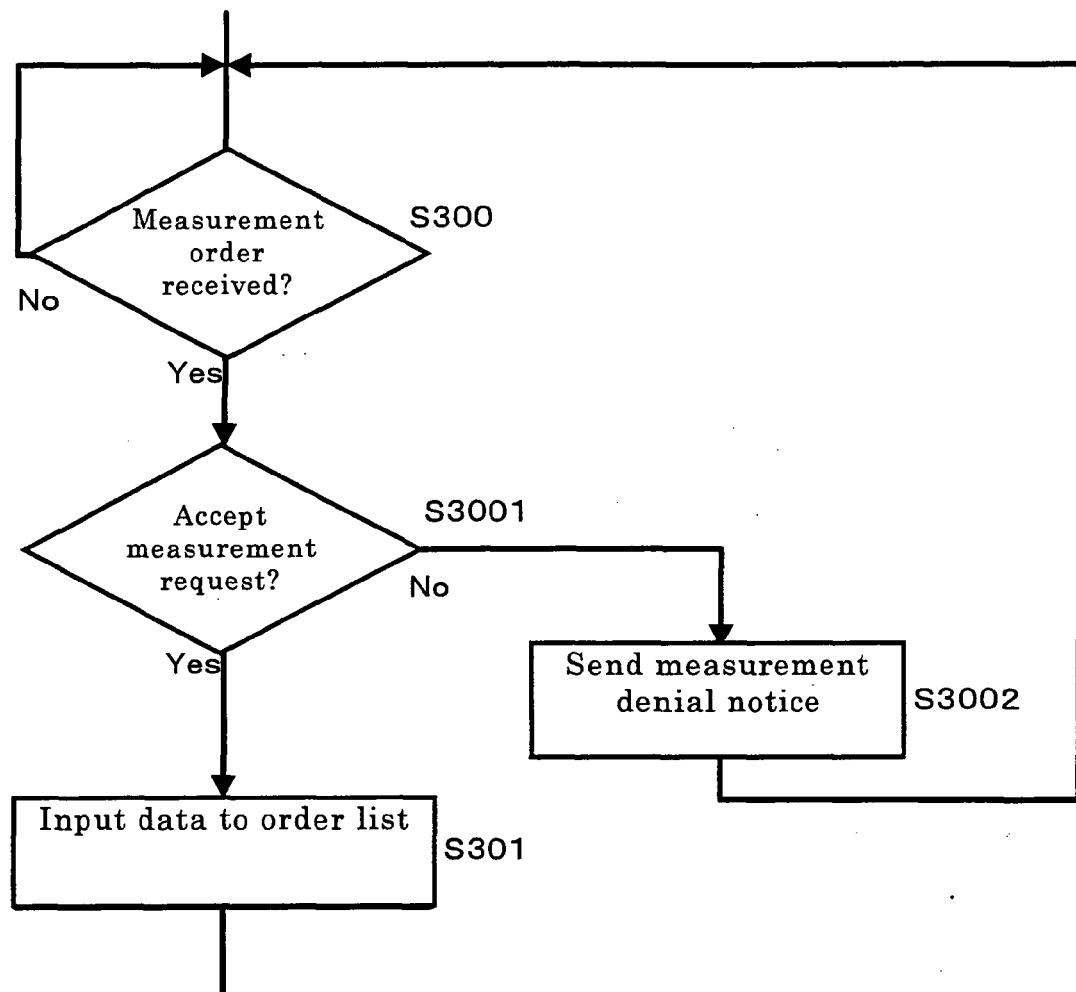 Measurement
order
received?
S300
No
Yes
Accept
measurement
request?
S3001
No
Yes
Send measurement
denial notice
S3002
Input data to order list
S301